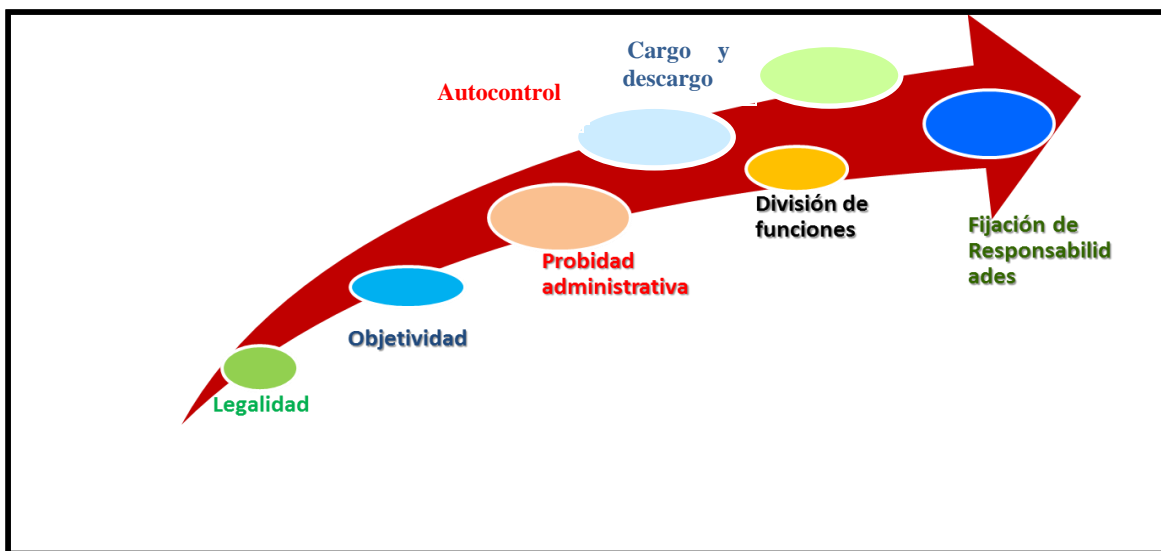 Cargo y
descargo
Autocontrol
División de
funciones
Fijación de
Responsabilid
ades
Probidad
administrativa
Objetividad
Legalidad